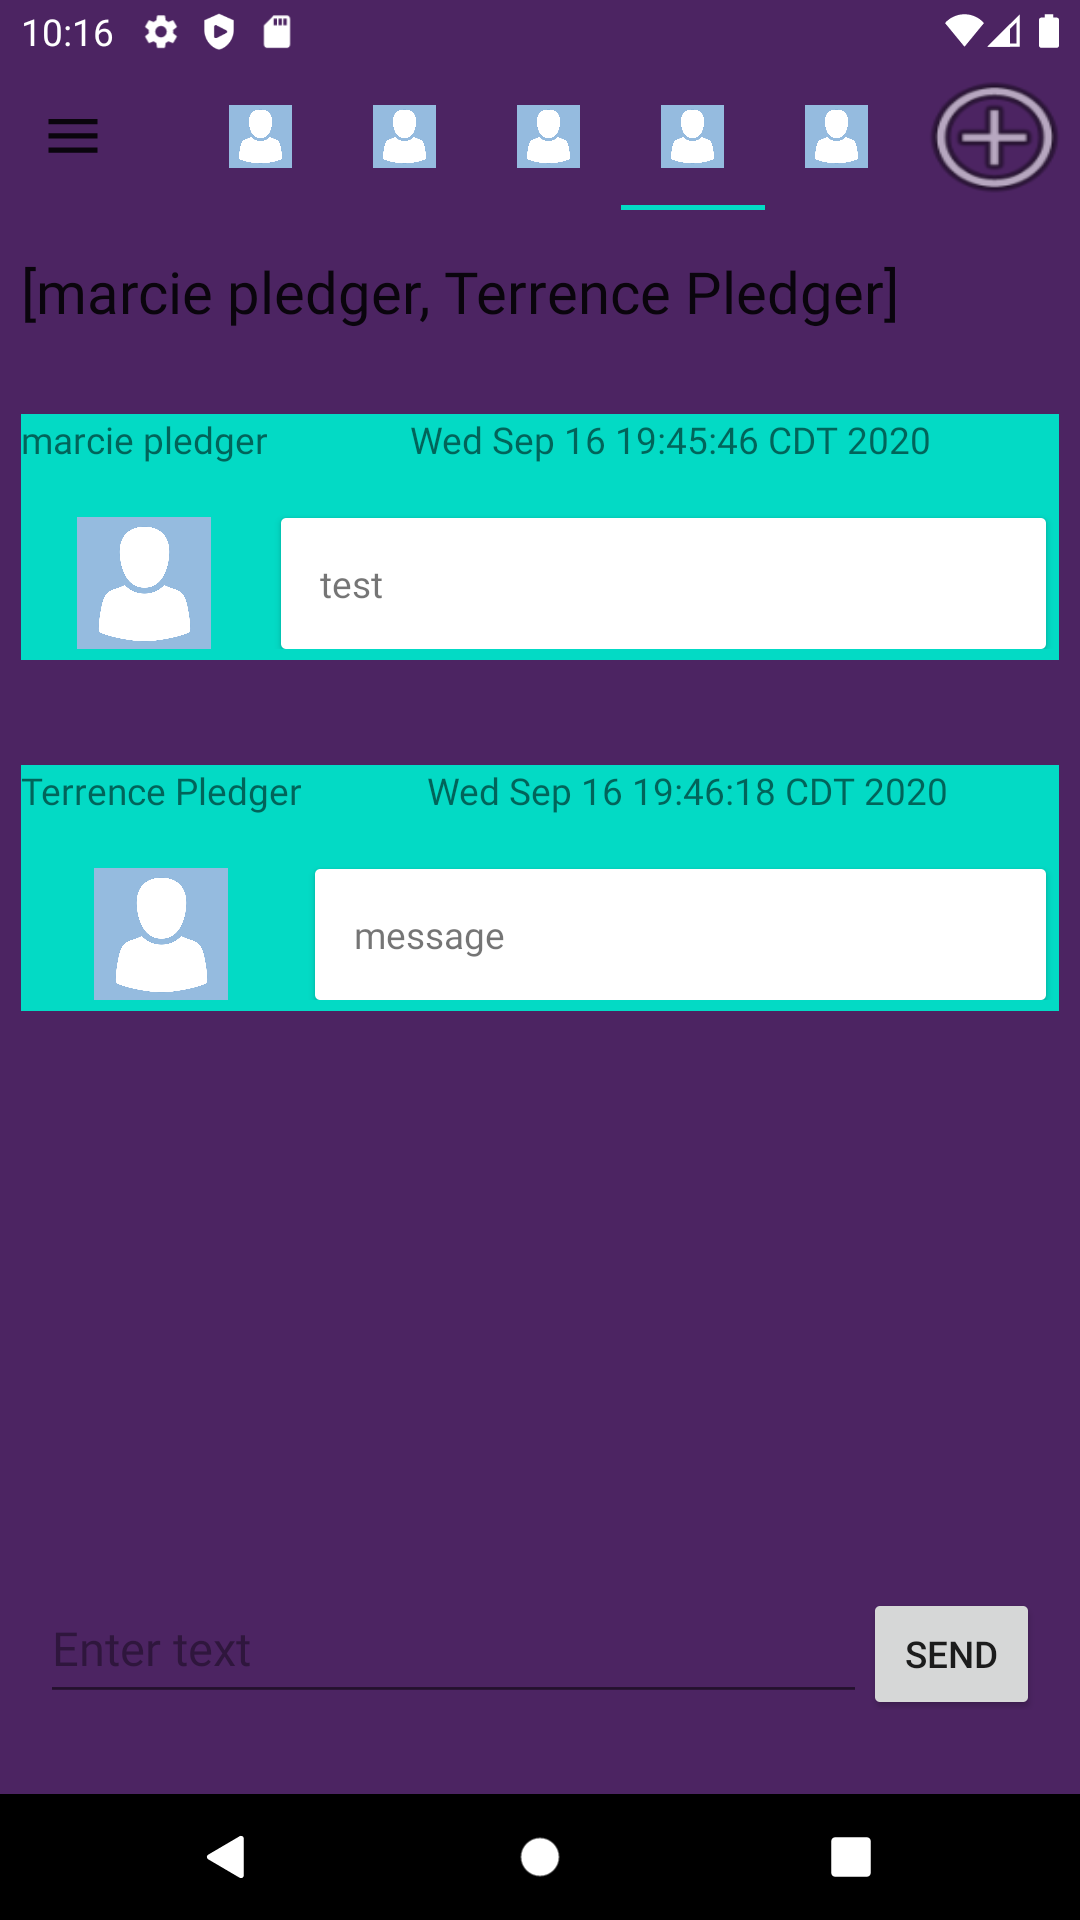 10:16
[marcie pledger, Terrence Pledger]
marcie pledger Wed Sep 16 19:45:46 CDT 2020
test
Terrence Pledger Wed Sep 16 19:46:18 CDT 2020
message
Enter text SEND